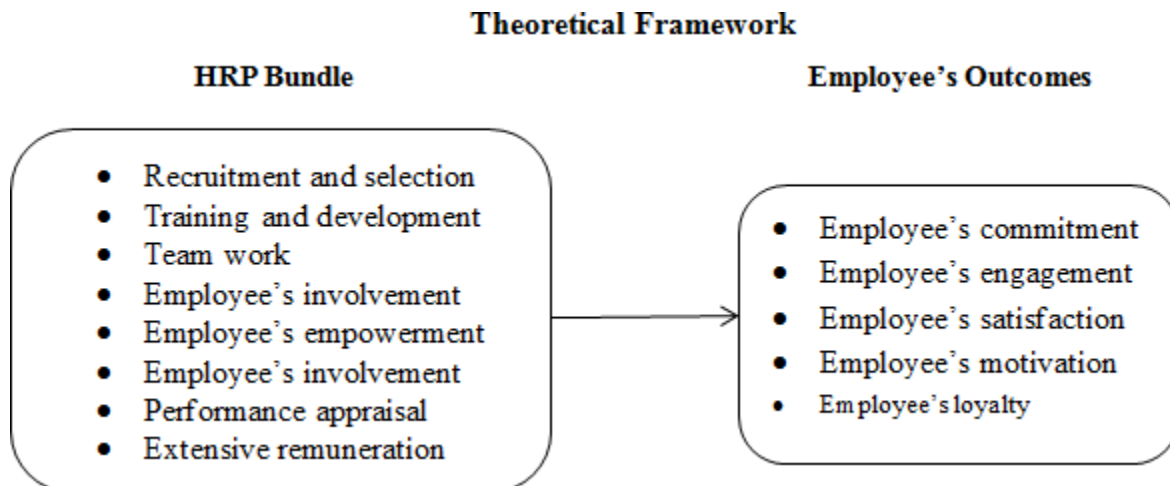 Theoretical Framework
HRP Bundle
Employee’s Outcomes
• Recruitment and selection
• Training and development
• Team work
• Employee’s involvement
• Employee’s empowerment
• Employee’s involvement
• Performance appraisal
• Extensive remuneration
• Employee’s commitment
• Employee’s engagement
• Employee’s satisfaction
• Employee’s motivation
• Employee’s loyalty